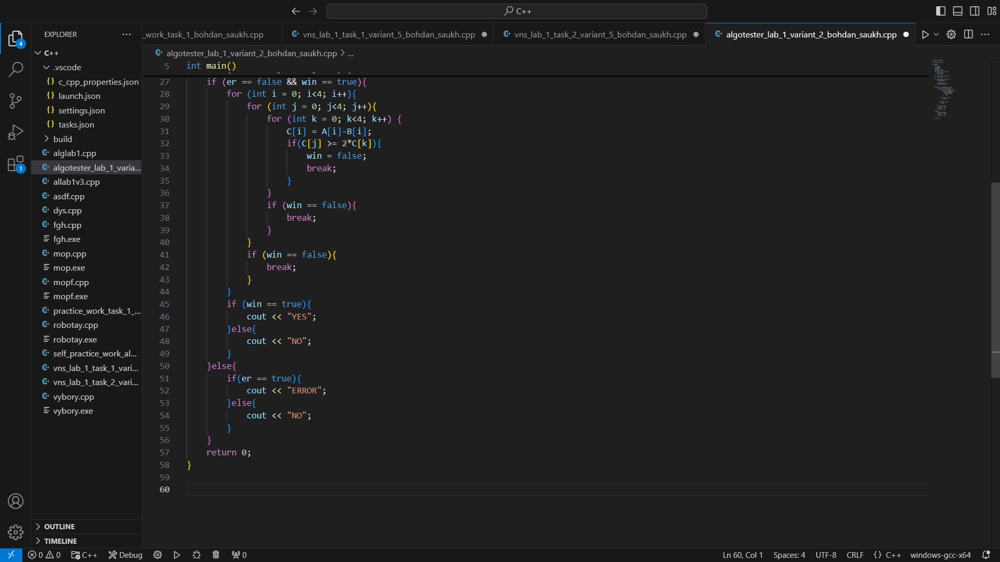 C++
EXPLORER
_work_task_1_bohdan_saukh.cpp
vns_lab_1_task_1_variant_5_bohdan_saukh.cpp
vns_lab_1_task_2_variant_5_bohdan_saukh.cpp
algotester_lab_1_variant_2_bohdan_saukh.cpp
4
1
C++
.vscode
c_cpp_properties.json
launch.json
settings.json
tasks.json
build
alglab1.cpp
algotester_lab_1_varia...
allab1v3.cpp
asdf.cpp
dys.cpp
fgh.cpp
fgh.exe
mop.cpp
mop.exe
mopf.cpp
mopf.exe
practice_work_task_1_...
robotay.cpp
robotay.exe
self_practice_work_al...
vns_lab_1_task_1_vari...
vns_lab_1_task_2_vari...
vybory.cpp
vybory.exe
OUTLINE
TIMELINE
algotester_lab_1_variant_2_bohdan_saukh.cpp > ...
5 int main()
27 if (er == false && win == true){
28 for (int i = 0; i<4; i++){
29 for (int j = 0; j<4; j++){
30 for (int k = 0; k<4; k++) {
31 C[i] = A[i]-B[i];
32 if(C[j] >= 2*C[k]){
33 win = false;
34 break;
35 }
36 }
37 if (win == false){
38 break;
39 }
40 }
41 if (win == false){
42 break;
43 }
44 }
45 if (win == true){
46 cout << "YES";
47 }else{
48 cout << "NO";
49 }
50 }else{
51 if(er == true){
52 cout << "ERROR";
53 }else{
54 cout << "NO";
55 }
56 }
57 return 0;
58 }
59
60
0 0 C++ Debug 0
Ln 60, Col 1 Spaces: 4 UTF-8 CRLF {} C++ windows-gcc-x64